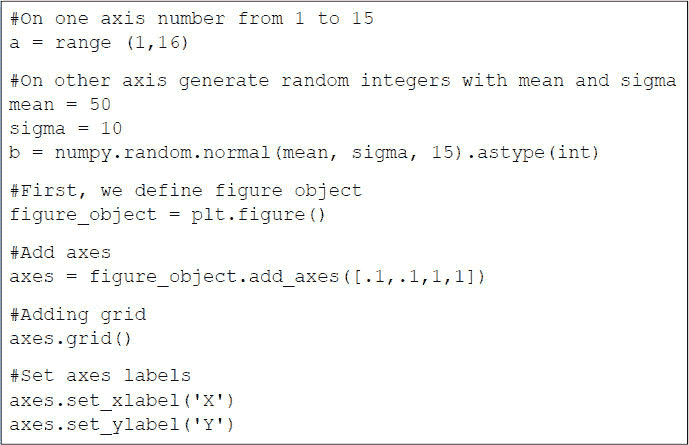 #On one axis number from 1 to 15
a = range (1,16)
#On other axis generate random integers with mean and sigma
mean = 50
sigma = 10
b = numpy.random.normal(mean, sigma, 15).astype(int)
#First, we define figure object
figure_object = plt.figure()
#Add axes
axes = figure_object.add_axes([.1,.1,1,1])
#Adding grid
axes.grid()
#Set axes labels
axes.set_xlabel('X')
axes.set_ylabel('Y')